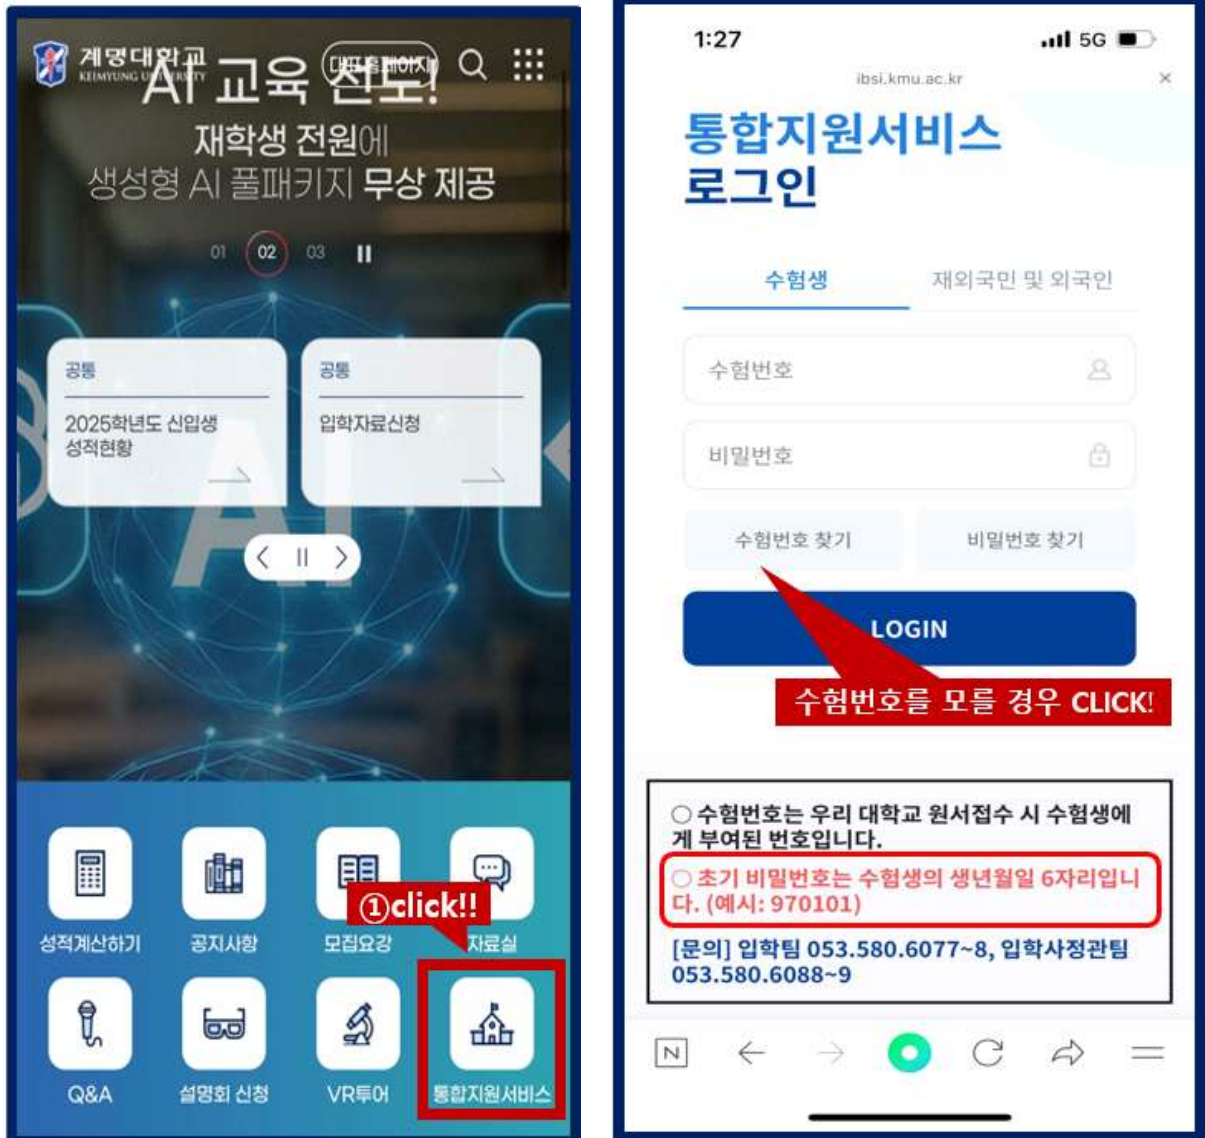 계명대학교
KEIMYUNG UNIVERSITY
대표홈페이지
AI 교육 선도!
재학생 전원에
생성형 AI 풀패키지 무상 제공
01 02 03
공통
2025학년도 신입생
성적현황
공통
입학자료신청
AI
성적계산하기
공지사항
모집요강
자료실
①click!!
Q&A
설명회 신청
VR투어
통합지원서비스
1:27
5G
ibsi.kmu.ac.kr
통합지원서비스
로그인
수험생
재외국민 및 외국인
수험번호
비밀번호
수험번호 찾기
비밀번호 찾기
LOGIN
수험번호를 모를 경우 CLICK!
○ 수험번호는 우리 대학교 원서접수 시 수험생에
게 부여된 번호입니다.
○ 초기 비밀번호는 수험생의 생년월일 6자리입니
다. (예시: 970101)
[문의] 입학팀 053.580.6077~8, 입학사정관팀
053.580.6088~9
N